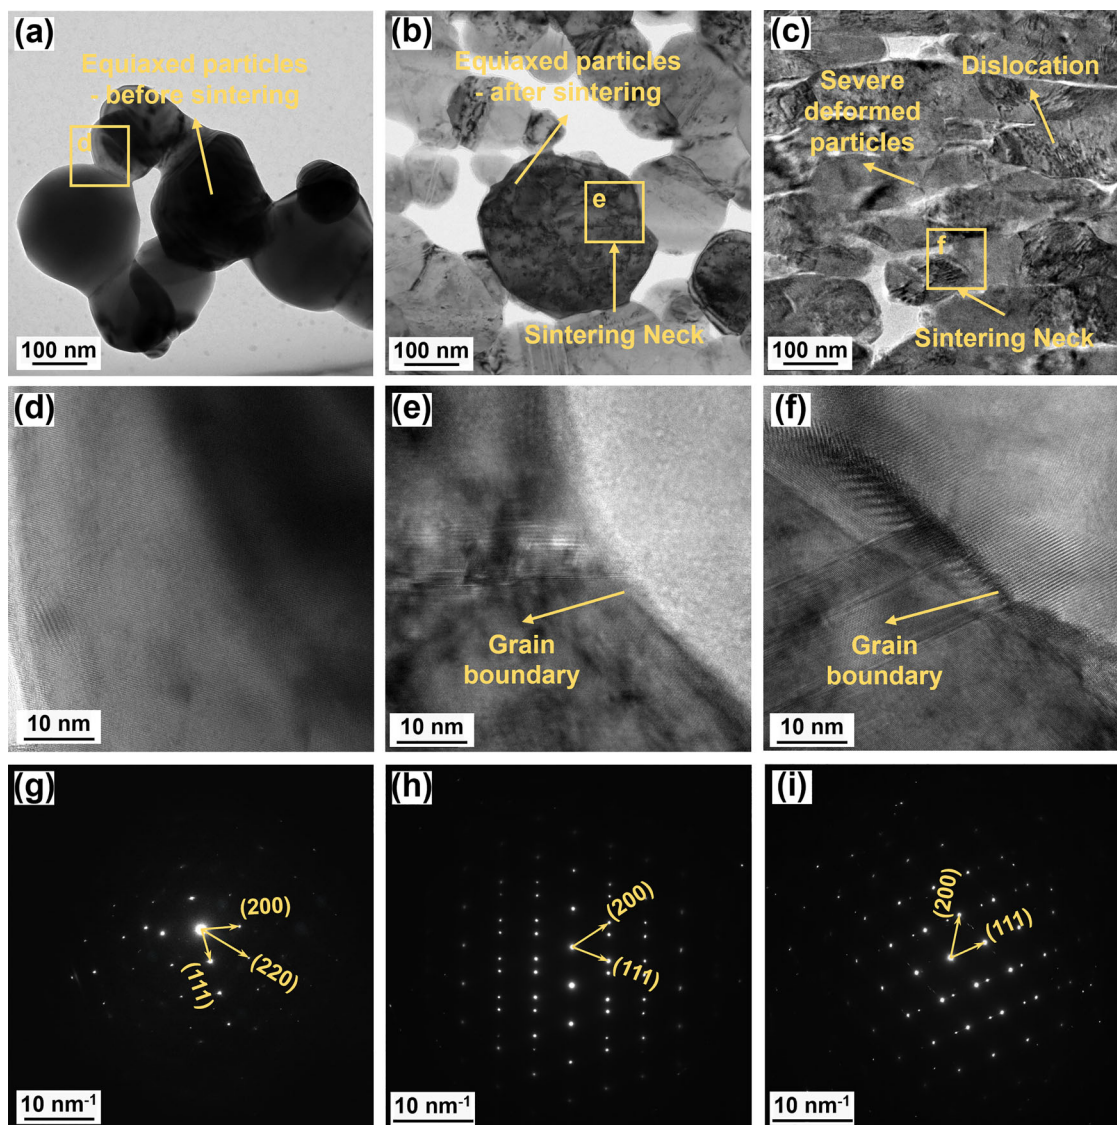 (a)
Equiaxed particles
- before sintering
d
100 nm
(b)
Equiaxed particles
- after sintering
e
Sintering Neck
100 nm
(c)
Dislocation
Severe
deformed
particles
f
Sintering Neck
100 nm
(d)
10 nm
(e)
Grain
boundary
10 nm
(f)
Grain
boundary
10 nm
(g)
(200)
(220)
(111)
10 nm⁻¹
(h)
(200)
(111)
10 nm⁻¹
(i)
(200)
(111)
10 nm⁻¹